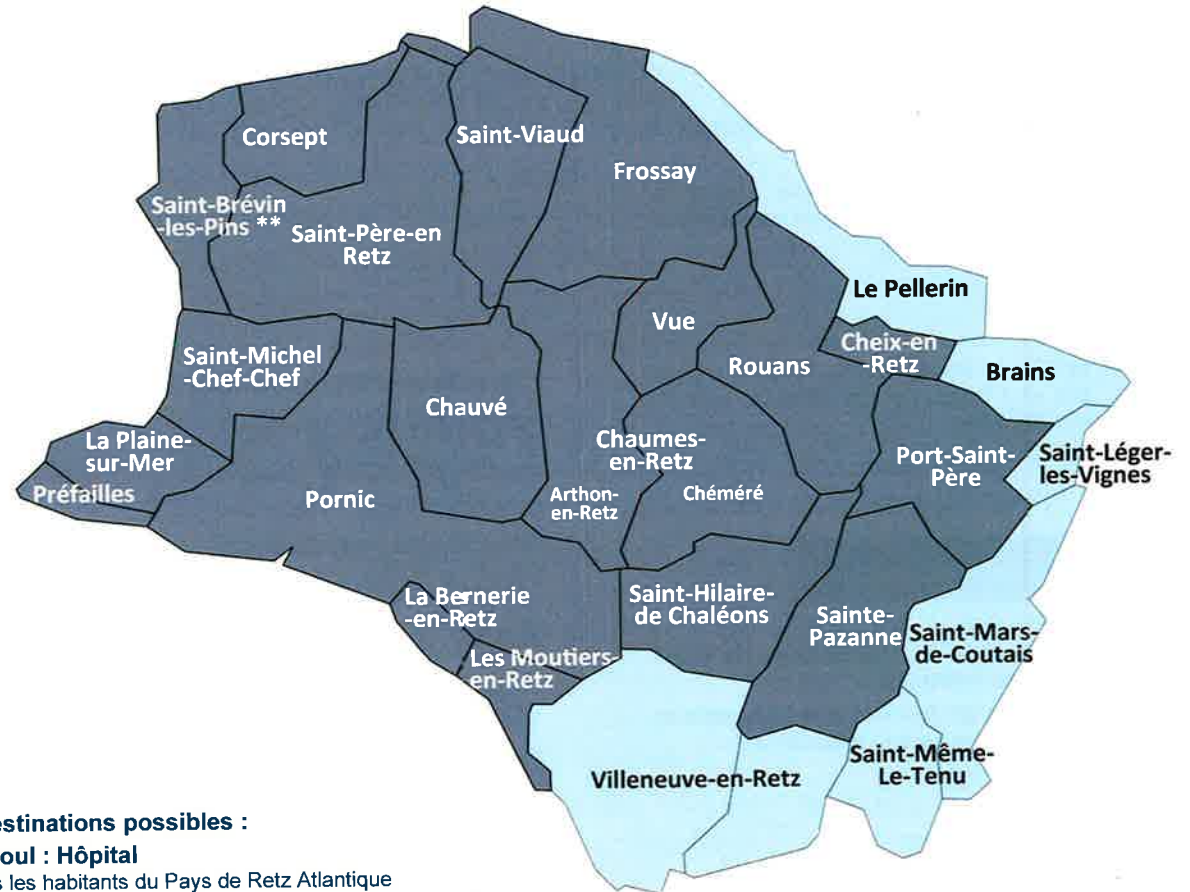 Corsept
Saint-Viaud
Frossay
Saint-Brévin
-les-Pins **
Saint-Père-en
Retz
Le Pellerin
Vue
Cheix-en
-Retz
Saint-Michel
-Chef-Chef
Rouans
Brains
Chauvé
La Plaine-
sur-Mer
Chaumes-
en-Retz
Port-Saint-
Père
Saint-Léger-
les-Vignes
Préfailles
Pornic
Arthon-
en-Retz
Chéméré
La Bernerie
-en-Retz
Saint-Hilaire-
de Chaléons
Sainte-
Pazanne
Saint-Mars-
de-Coutais
Les Moutiers-
en-Retz
Villeneuve-en-Retz
Saint-Même-
Le-Tenu
estinations possibles :
oul : Hôpital
s les habitants du Pays de Retz Atlantique